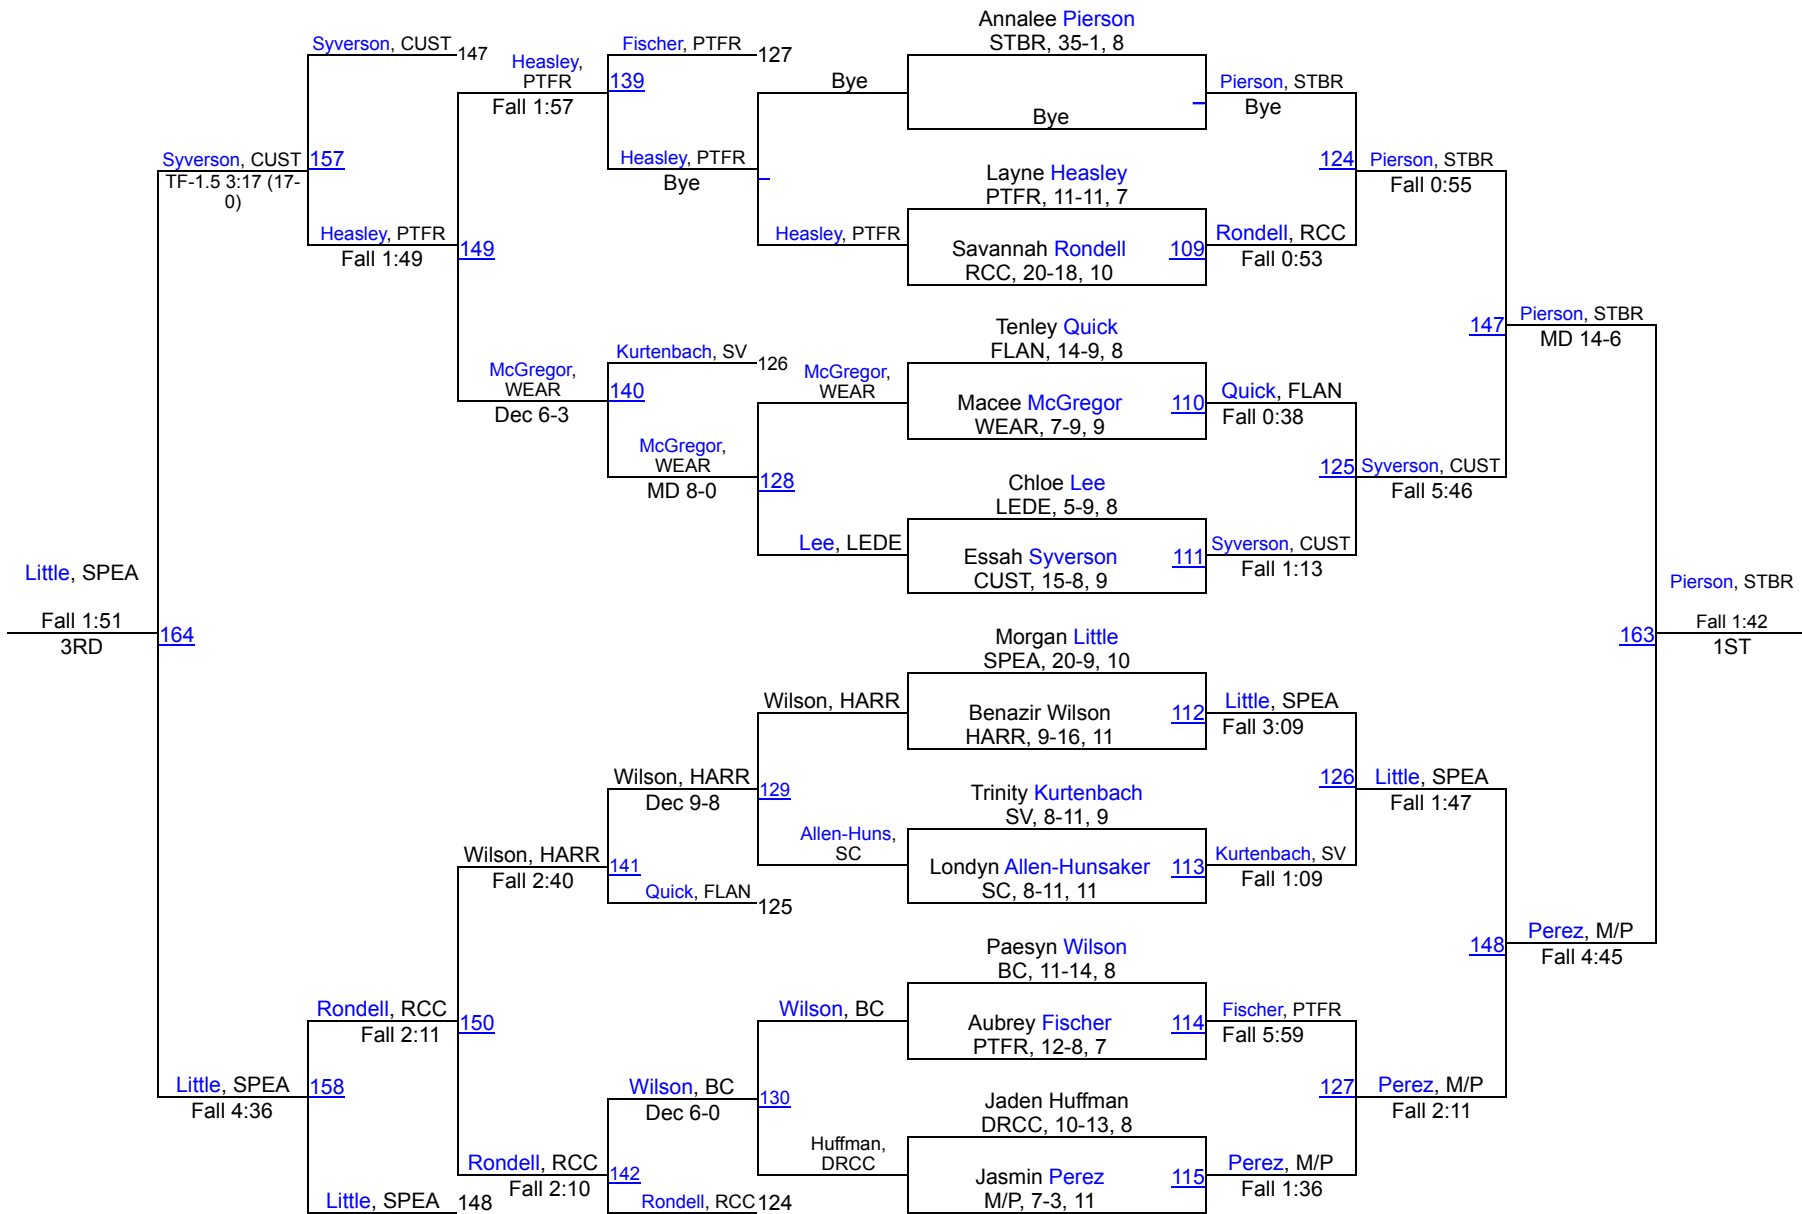 Annalee Pierson
STBR, 35-1, 8
Syverson, CUST
147
Fischer, PTFR
127
Heasley,
PTFR
139
Fall 1:57
Bye
Bye
Pierson, STBR
Bye
Syverson, CUST
157
TF-1.5 3:17 (17-
0)
Heasley, PTFR
Bye
Layne Heasley
PTFR, 11-11, 7
124
Pierson, STBR
Fall 0:55
Heasley, PTFR
Fall 1:49
149
Heasley, PTFR
Savannah Rondell
RCC, 20-18, 10
109
Rondell, RCC
Fall 0:53
Tenley Quick
FLAN, 14-9, 8
147
Pierson, STBR
MD 14-6
Kurtenbach, SV
126
McGregor,
WEAR
140
Dec 6-3
McGregor,
WEAR
Macee McGregor
WEAR, 7-9, 9
110
Quick, FLAN
Fall 0:38
McGregor,
WEAR
MD 8-0
128
Chloe Lee
LEDE, 5-9, 8
125
Syverson, CUST
Fall 5:46
Lee, LEDE
Essah Syverson
CUST, 15-8, 9
111
Syverson, CUST
Fall 1:13
Little, SPEA
Fall 1:51
3RD
164
Pierson, STBR
Fall 1:42
1ST
163
Morgan Little
SPEA, 20-9, 10
Wilson, HARR
Benazir Wilson
HARR, 9-16, 11
112
Little, SPEA
Fall 3:09
Wilson, HARR
Dec 9-8
129
Trinity Kurtenbach
SV, 8-11, 9
126
Little, SPEA
Fall 1:47
Allen-Huns,
SC
Londyn Allen-Hunsaker
SC, 8-11, 11
113
Kurtenbach, SV
Fall 1:09
Wilson, HARR
Fall 2:40
141
Quick, FLAN
125
Paesyn Wilson
BC, 11-14, 8
148
Perez, M/P
Fall 4:45
Rondell, RCC
Fall 2:11
150
Wilson, BC
Aubrey Fischer
PTFR, 12-8, 7
114
Fischer, PTFR
Fall 5:59
Little, SPEA
Fall 4:36
158
Wilson, BC
Dec 6-0
130
Jaden Huffman
DRCC, 10-13, 8
127
Perez, M/P
Fall 2:11
Huffman,
DRCC
Jasmin Perez
M/P, 7-3, 11
115
Perez, M/P
Fall 1:36
Rondell, RCC
Fall 2:10
142
Little, SPEA
148
Rondell, RCC
124